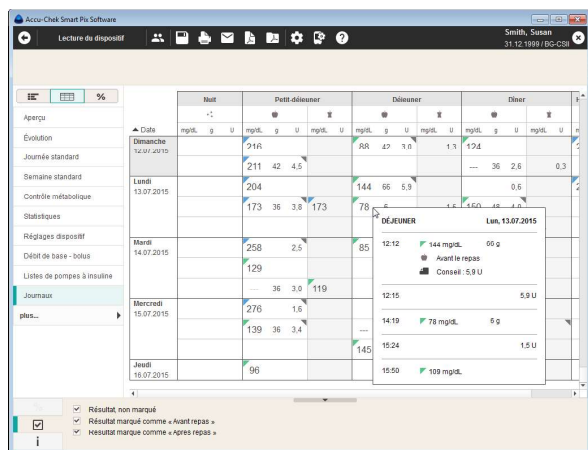 Accu-Chek Smart Pix Software
Lecture du dispositif
Smith, Susan
31.12.1999 / BG-CSII
%
Nuit Petit-déjeuner Déjeuner Dîner
Date mg/dL g U mg/dL g U mg/dL U mg/dL g U mg/dL U mg/dL g U mg/dL U
Aperçu
Évolution
Journée standard
Semaine standard
Contrôle métabolique
Statistiques
Réglages dispositif
Débit de base - bolus
Listes de pompes à insuline
Journaux
plus...
Dimanche 216 88 42 3,0 1,3 124
12.07.2015
211 42 4,5 --- 36 2,6 0,3
Lundi 204 144 66 5,9 0,6
13.07.2015
173 36 3,8 173 78 6 1,5 150 48 4,0
Mardi 258 2,5 85
14.07.2015
129
--- 36 3,0 119
Mercredi 276 1,6
15.07.2015
139 36 3,4 ---
145
Jeudi 96
16.07.2015
DÉJEUNER Lun, 13.07.2015
12:12 144 mg/dL 66 g
Avant le repas
Conseil : 5,9 U
12:15 5,9 U
14:19 78 mg/dL 6 g
15:24 1,5 U
15:50 109 mg/dL
Résultat, non marqué
Résultat marqué comme « Avant repas »
Résultat marqué comme « Après repas »
i